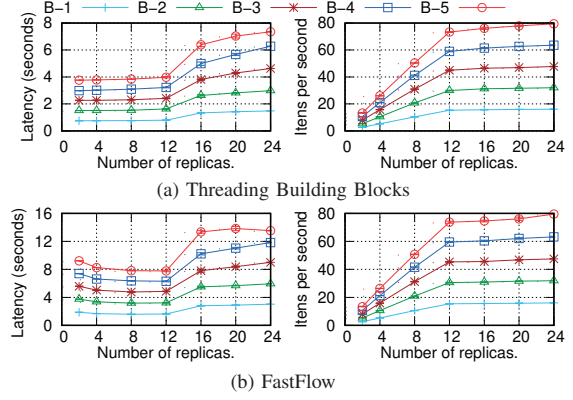 B-1 B-2 B-3 B-4 B-5
Latency (seconds)
8
6
4
2
0
0 4 8 12 16 20 24
Number of replicas.
Itens per second
80
60
40
20
0
0 4 8 12 16 20 24
Number of replicas.
(a) Threading Building Blocks
Latency (seconds)
16
12
8
4
0
0 4 8 12 16 20 24
Number of replicas.
Itens per second
80
60
40
20
0
0 4 8 12 16 20 24
Number of replicas.
(b) FastFlow